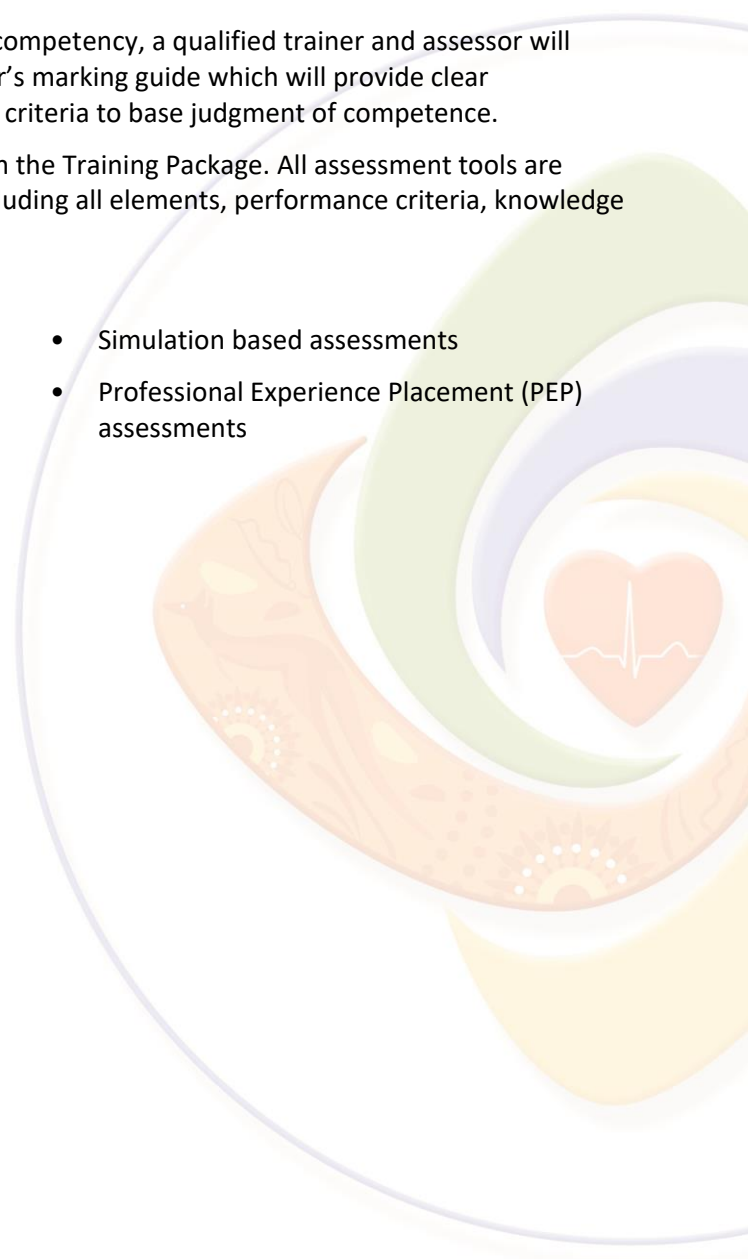 competency, a qualified trainer and assessor will
r’s marking guide which will provide clear
criteria to base judgment of competence.
n the Training Package. All assessment tools are
luding all elements, performance criteria, knowledge
• Simulation based assessments
• Professional Experience Placement (PEP)
assessments